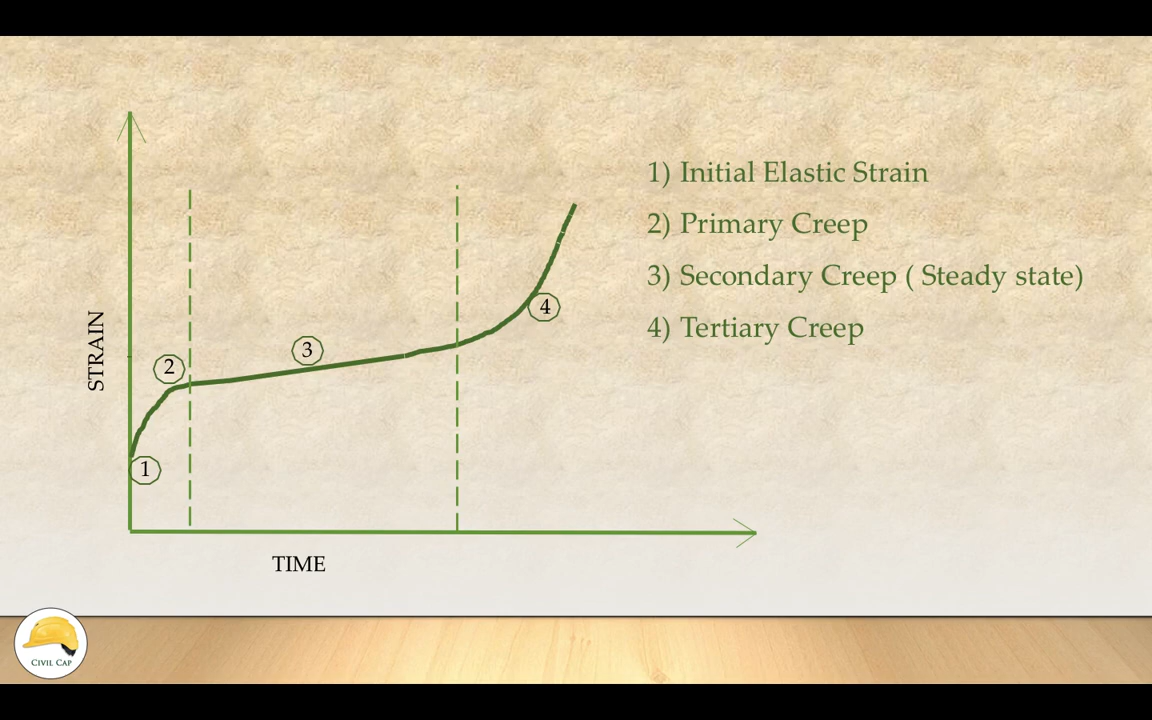 1) Initial Elastic Strain
2) Primary Creep
3) Secondary Creep ( Steady state)
4) Tertiary Creep
STRAIN
4
3
2
1
TIME
CIVIL CAP